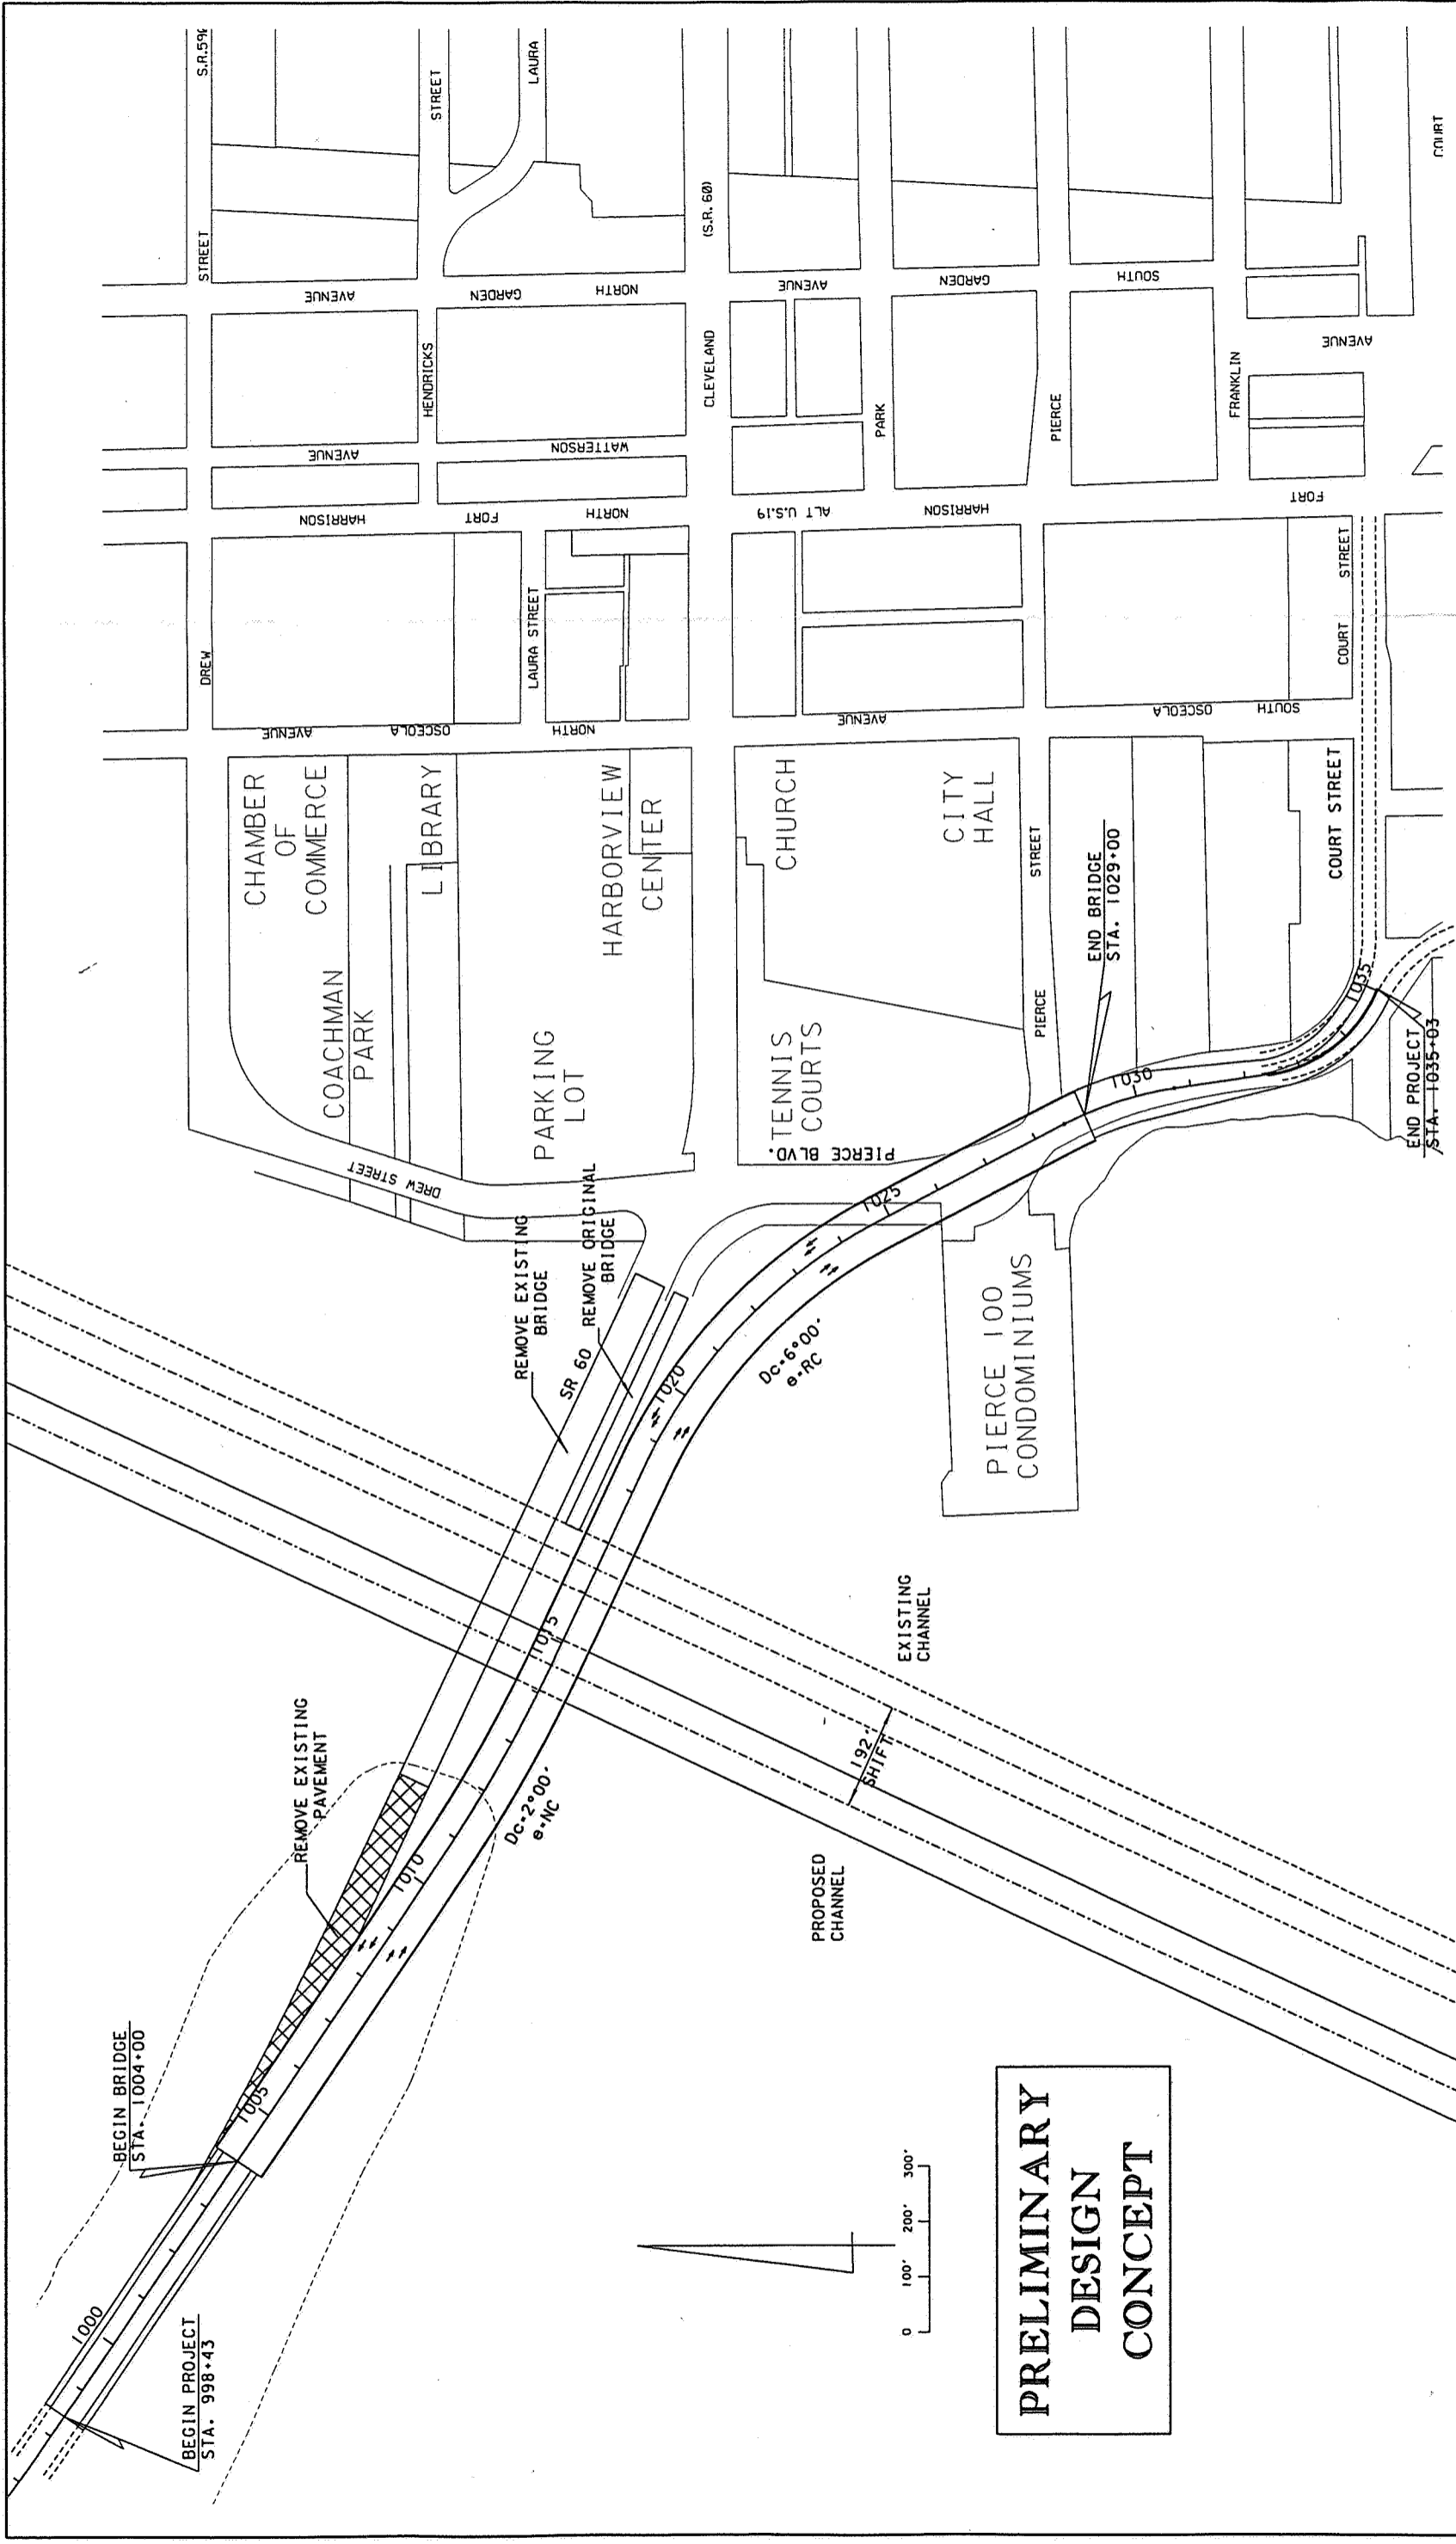 BEGIN PROJECT
STA. 998+43
1000
BEGIN BRIDGE
STA. 1004+00
1005
REMOVE EXISTING
PAVEMENT
1010
Dc=2°00'
e=NC
1015
PROPOSED
CHANNEL
192'
SHIFT
EXISTING
CHANNEL
REMOVE EXISTING
BRIDGE
SR 60
REMOVE ORIGINAL
BRIDGE
1020
Dc=6°00'
e=RC
1025
PIERCE 100
CONDOMINIUMS
DREW STREET
PIERCE BLVD.
CHAMBER
OF
COMMERCE
COACHMAN
PARK
LIBRARY
PARKING
LOT
HARBORVIEW
CENTER
TENNIS
COURTS
CHURCH
CITY
HALL
PIERCE
STREET
END BRIDGE
STA. 1029+00
1030
1035
END PROJECT
STA. 1035+03
COURT STREET
AVENUE
OSCEOLA
NORTH
AVENUE
OSCEOLA
SOUTH
DREW
LAURA STREET
COURT
STREET
HARRISON
FORT
NORTH
ALT U.S.19
HARRISON
FORT
AVENUE
WATTERSON
HENDRICKS
CLEVELAND
PARK
PIERCE
FRANKLIN
AVENUE
GARDEN
NORTH
AVENUE
GARDEN
SOUTH
AVENUE
STREET
STREET
LAURA
(S.R. 60)
COURT
0
100'
200'
300'
PRELIMINARY
DESIGN
CONCEPT